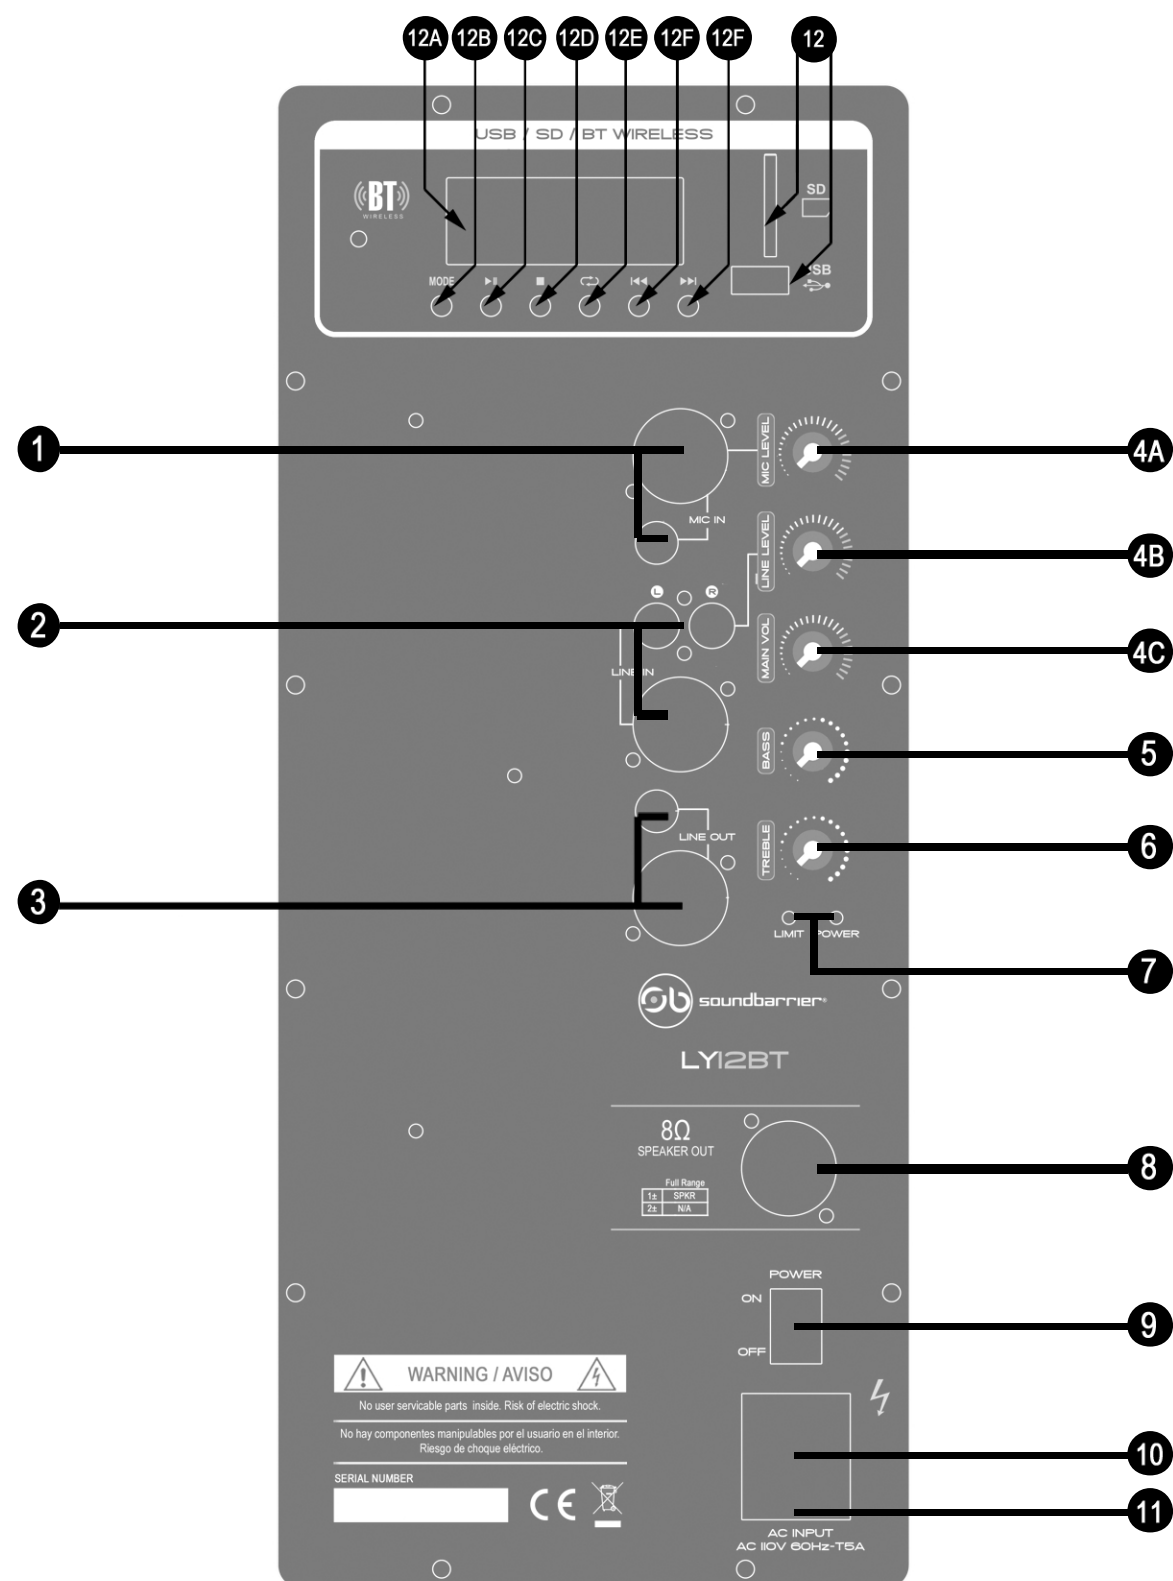 12A 12B 12C 12D 12E 12F 12F 12
USB / SD / BT WIRELESS
((BT))
WIRELESS
SD
MODE
1
MIC LEVEL
4A
MIC IN
LINE LEVEL
4B
L R
2
MAIN VOL
4C
LINE IN
BASS
5
LINE OUT
TREBLE
6
3
LIMIT POWER
7
soundbarrier®
LY12BT
8Ω
SPEAKER OUT
8
Full Range
1± SPKR
2± N/A
POWER
ON
9
OFF
WARNING / AVISO
No user servicable parts inside. Risk of electric shock.
No hay componentes manipulables por el usuario en el interior.
Riesgo de choque eléctrico.
SERIAL NUMBER
CE
10
11
AC INPUT
AC 110V 60Hz-T5A